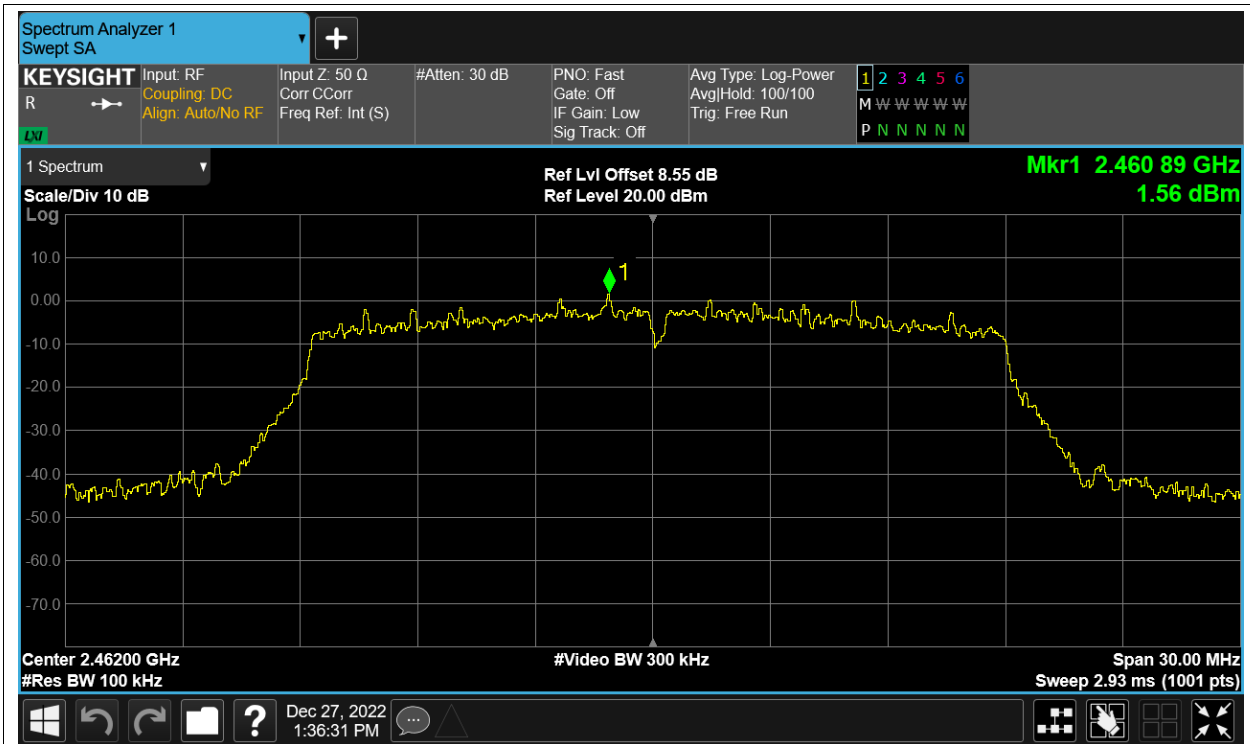 Spectrum Analyzer 1
Swept SA
KEYSIGHT
R
LXI
Input: RF
Coupling: DC
Align: Auto/No RF
Input Z: 50 Ω
Corr CCorr
Freq Ref: Int (S)
#Atten: 30 dB
PNO: Fast
Gate: Off
IF Gain: Low
Sig Track: Off
Avg Type: Log-Power
Avg|Hold: 100/100
Trig: Free Run
1 2 3 4 5 6
M W W W W W
P N N N N N
1 Spectrum
Scale/Div 10 dB
Log
Ref Lvl Offset 8.55 dB
Ref Level 20.00 dBm
Mkr1 2.460 89 GHz
1.56 dBm
1
10.0
0.00
-10.0
-20.0
-30.0
-40.0
-50.0
-60.0
-70.0
Center 2.46200 GHz
#Res BW 100 kHz
#Video BW 300 kHz
Span 30.00 MHz
Sweep 2.93 ms (1001 pts)
?
Dec 27, 2022
1:36:31 PM